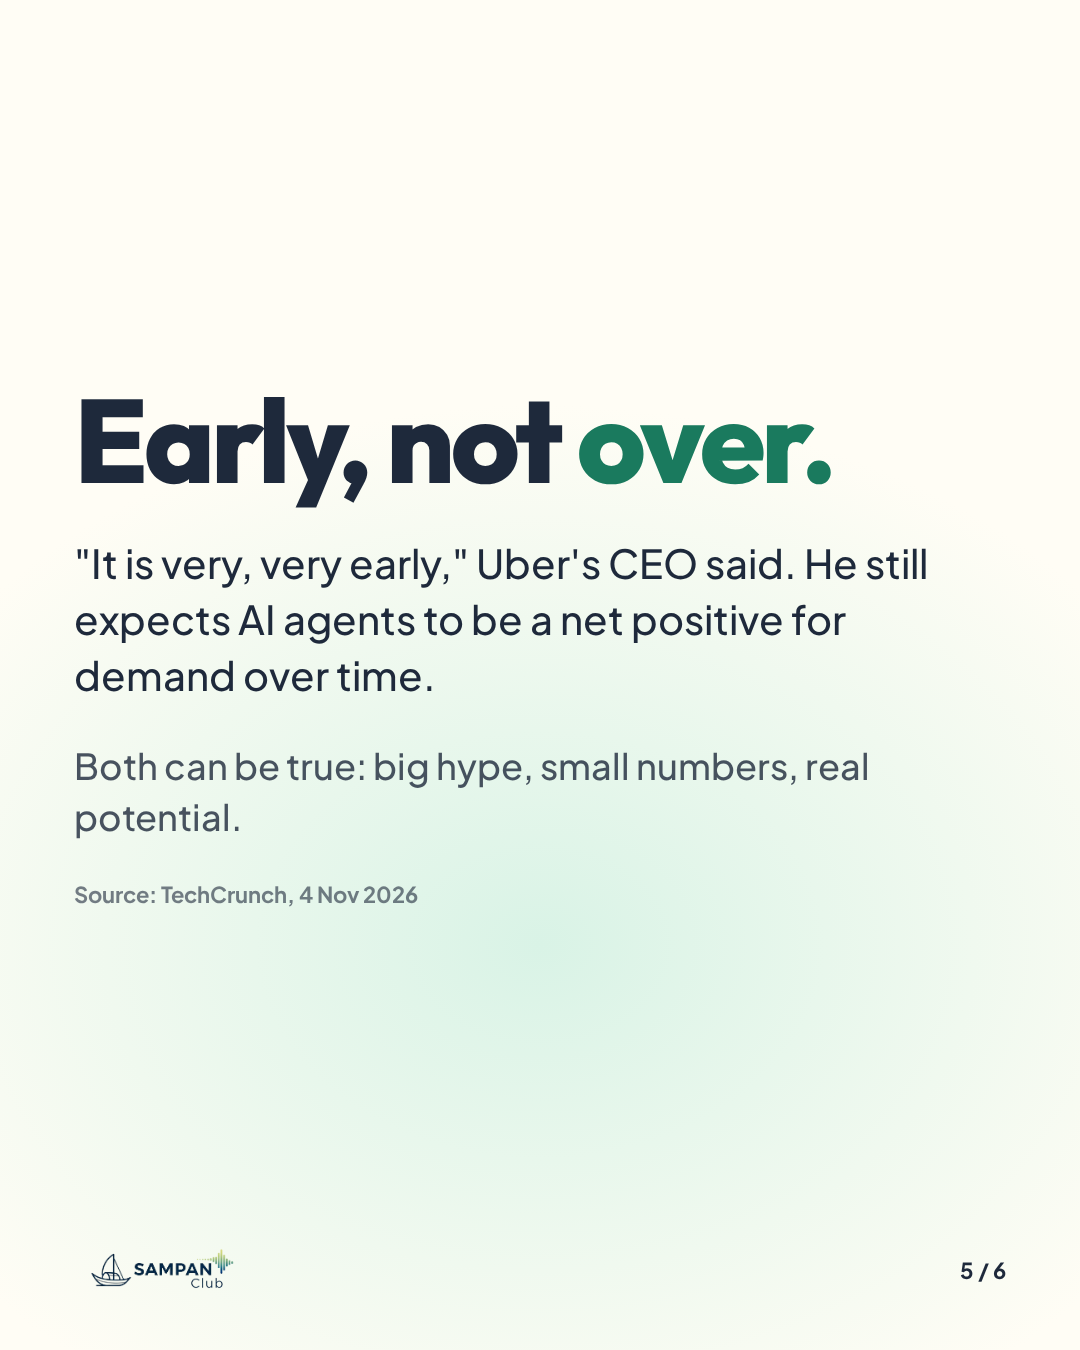 Early, not over.
"It is very, very early," Uber's CEO said. He still
expects AI agents to be a net positive for
demand over time.
Both can be true: big hype, small numbers, real
potential.
Source: TechCrunch, 4 Nov 2026
SAMPAN
Club
5 / 6